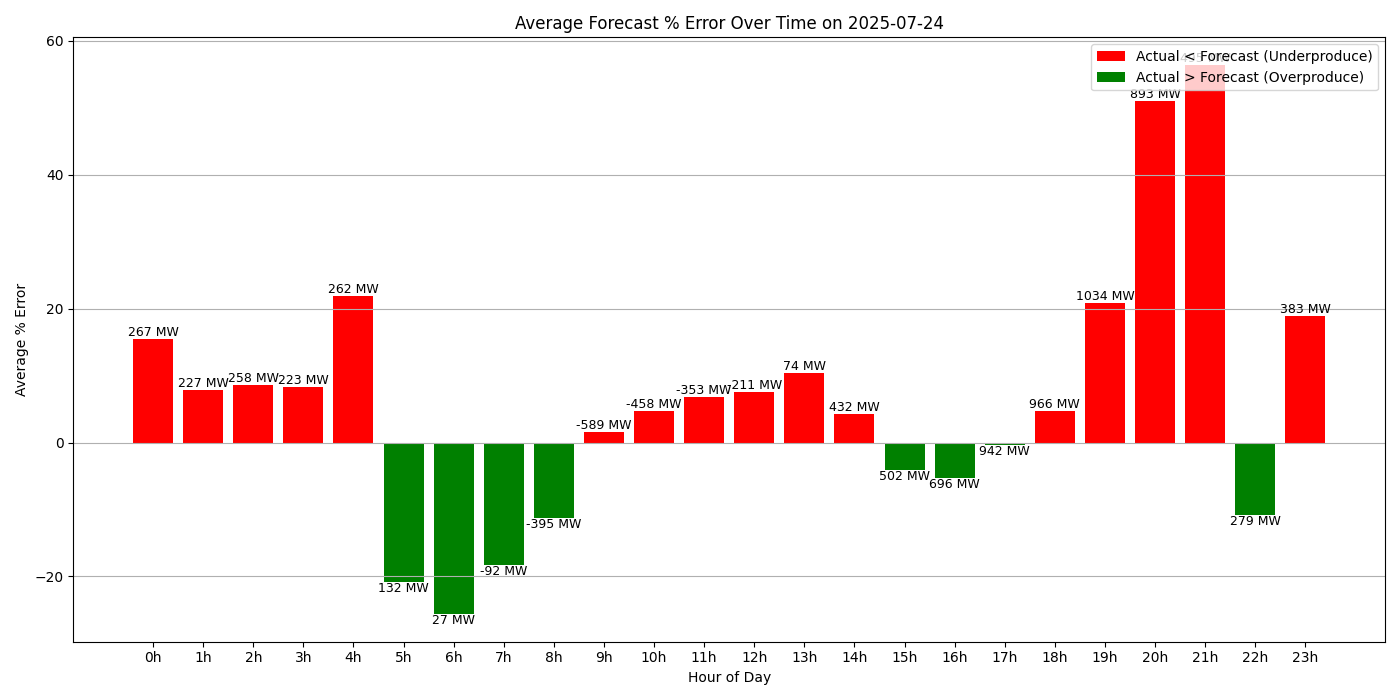 Average Forecast % Error Over Time on 2025-07-24
Average % Error
60
40
20
0
−20
Actual < Forecast (Underproduce)
Actual > Forecast (Overproduce)
267 MW
227 MW
258 MW
223 MW
262 MW
132 MW
27 MW
-92 MW
-395 MW
-589 MW
-458 MW
-353 MW
-211 MW
74 MW
432 MW
502 MW
696 MW
942 MW
966 MW
1034 MW
893 MW
279 MW
383 MW
0h 1h 2h 3h 4h 5h 6h 7h 8h 9h 10h 11h 12h 13h 14h 15h 16h 17h 18h 19h 20h 21h 22h 23h
Hour of Day